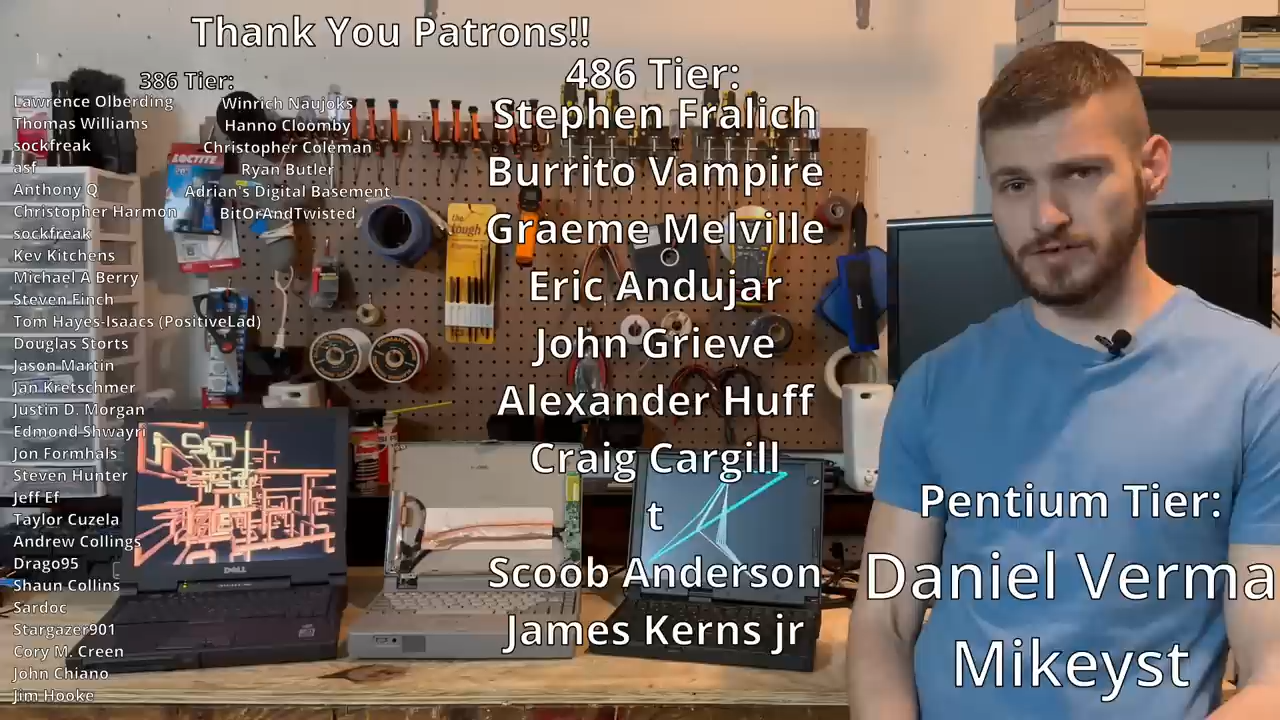 Thank You Patrons!!
386 Tier:
Lawrence Olberding
Thomas Williams
sockfreak
asf
Anthony Q
Christopher Harmon
sockfreak
Kev Kitchens
Michael A Berry
Steven Finch
Tom Hayes-Isaacs (PositiveLad)
Douglas Storts
Jason Martin
Jan Kretschmer
Justin D. Morgan
Edmond Shwayri
Jon Formhals
Steven Hunter
Jeff Ef
Taylor Cuzela
Andrew Collings
Drago95
Shaun Collins
Sardoc
Stargazer901
Cory M. Creen
John Chiano
Jim Hooke
Winrich Naujoks
Hanno Cloomby
Christopher Coleman
Ryan Butler
Adrian's Digital Basement
BitOrAndTwisted
486 Tier:
Stephen Fralich
Burrito Vampire
Graeme Melville
Eric Andujar
John Grieve
Alexander Huff
Craig Cargill
t
Scoob Anderson
James Kerns jr
Pentium Tier:
Daniel Verma
Mikeyst
LOCTITE
the
tough
DELL